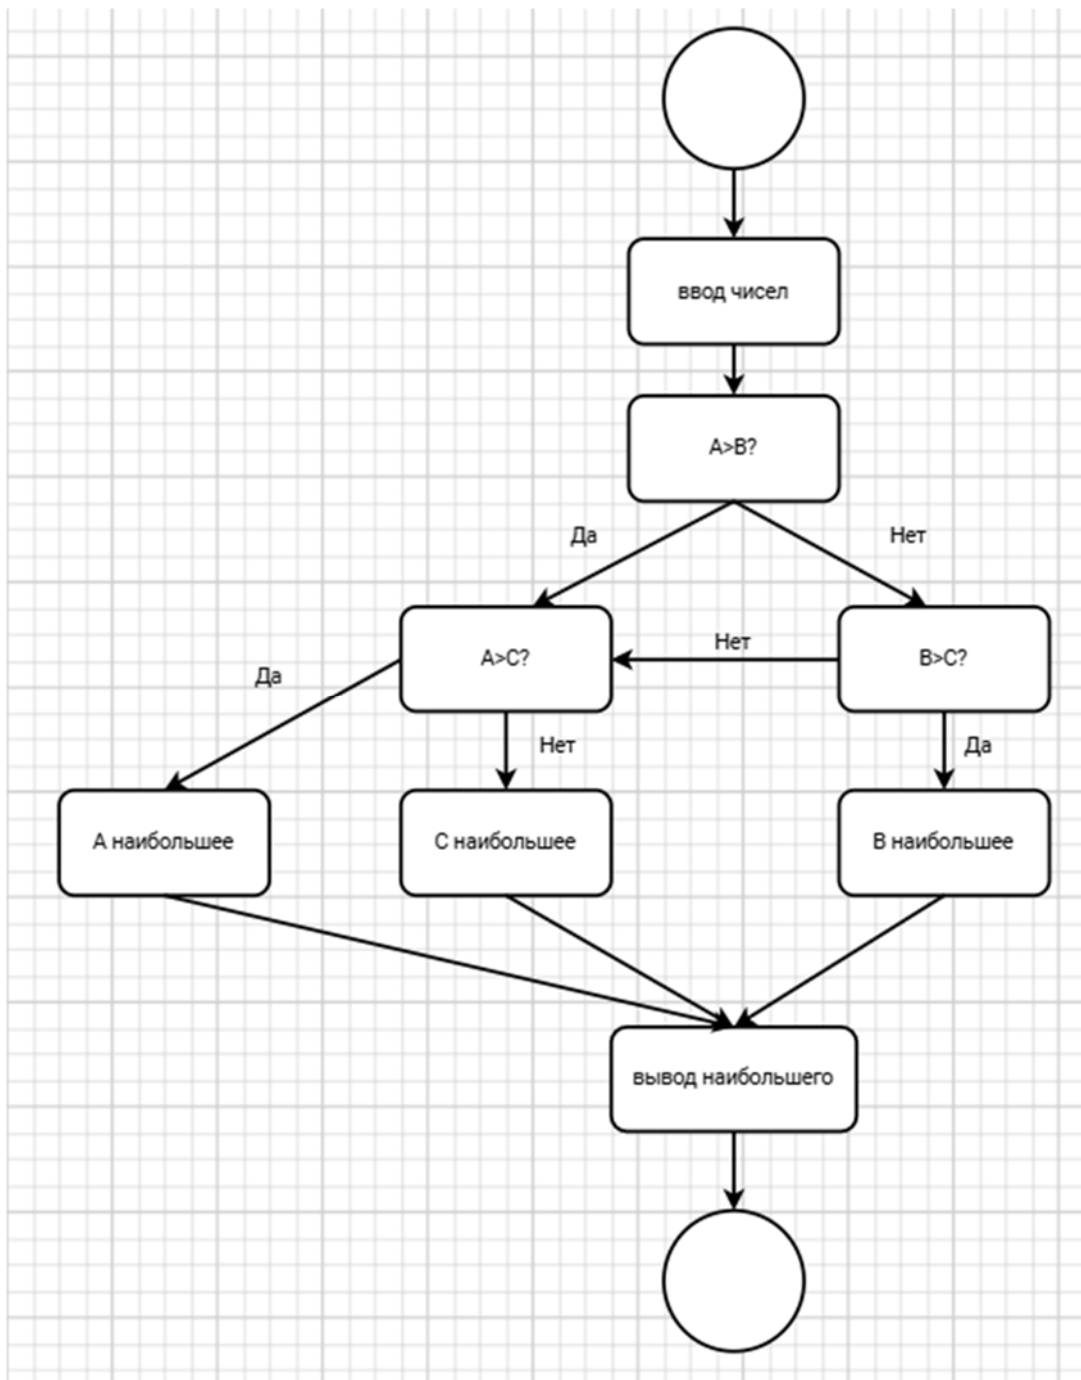 ввод чисел
A>B?
Да
Нет
A>C?
Нет
B>C?
Да
Нет
Да
А наибольшее
С наибольшее
В наибольшее
вывод наибольшего